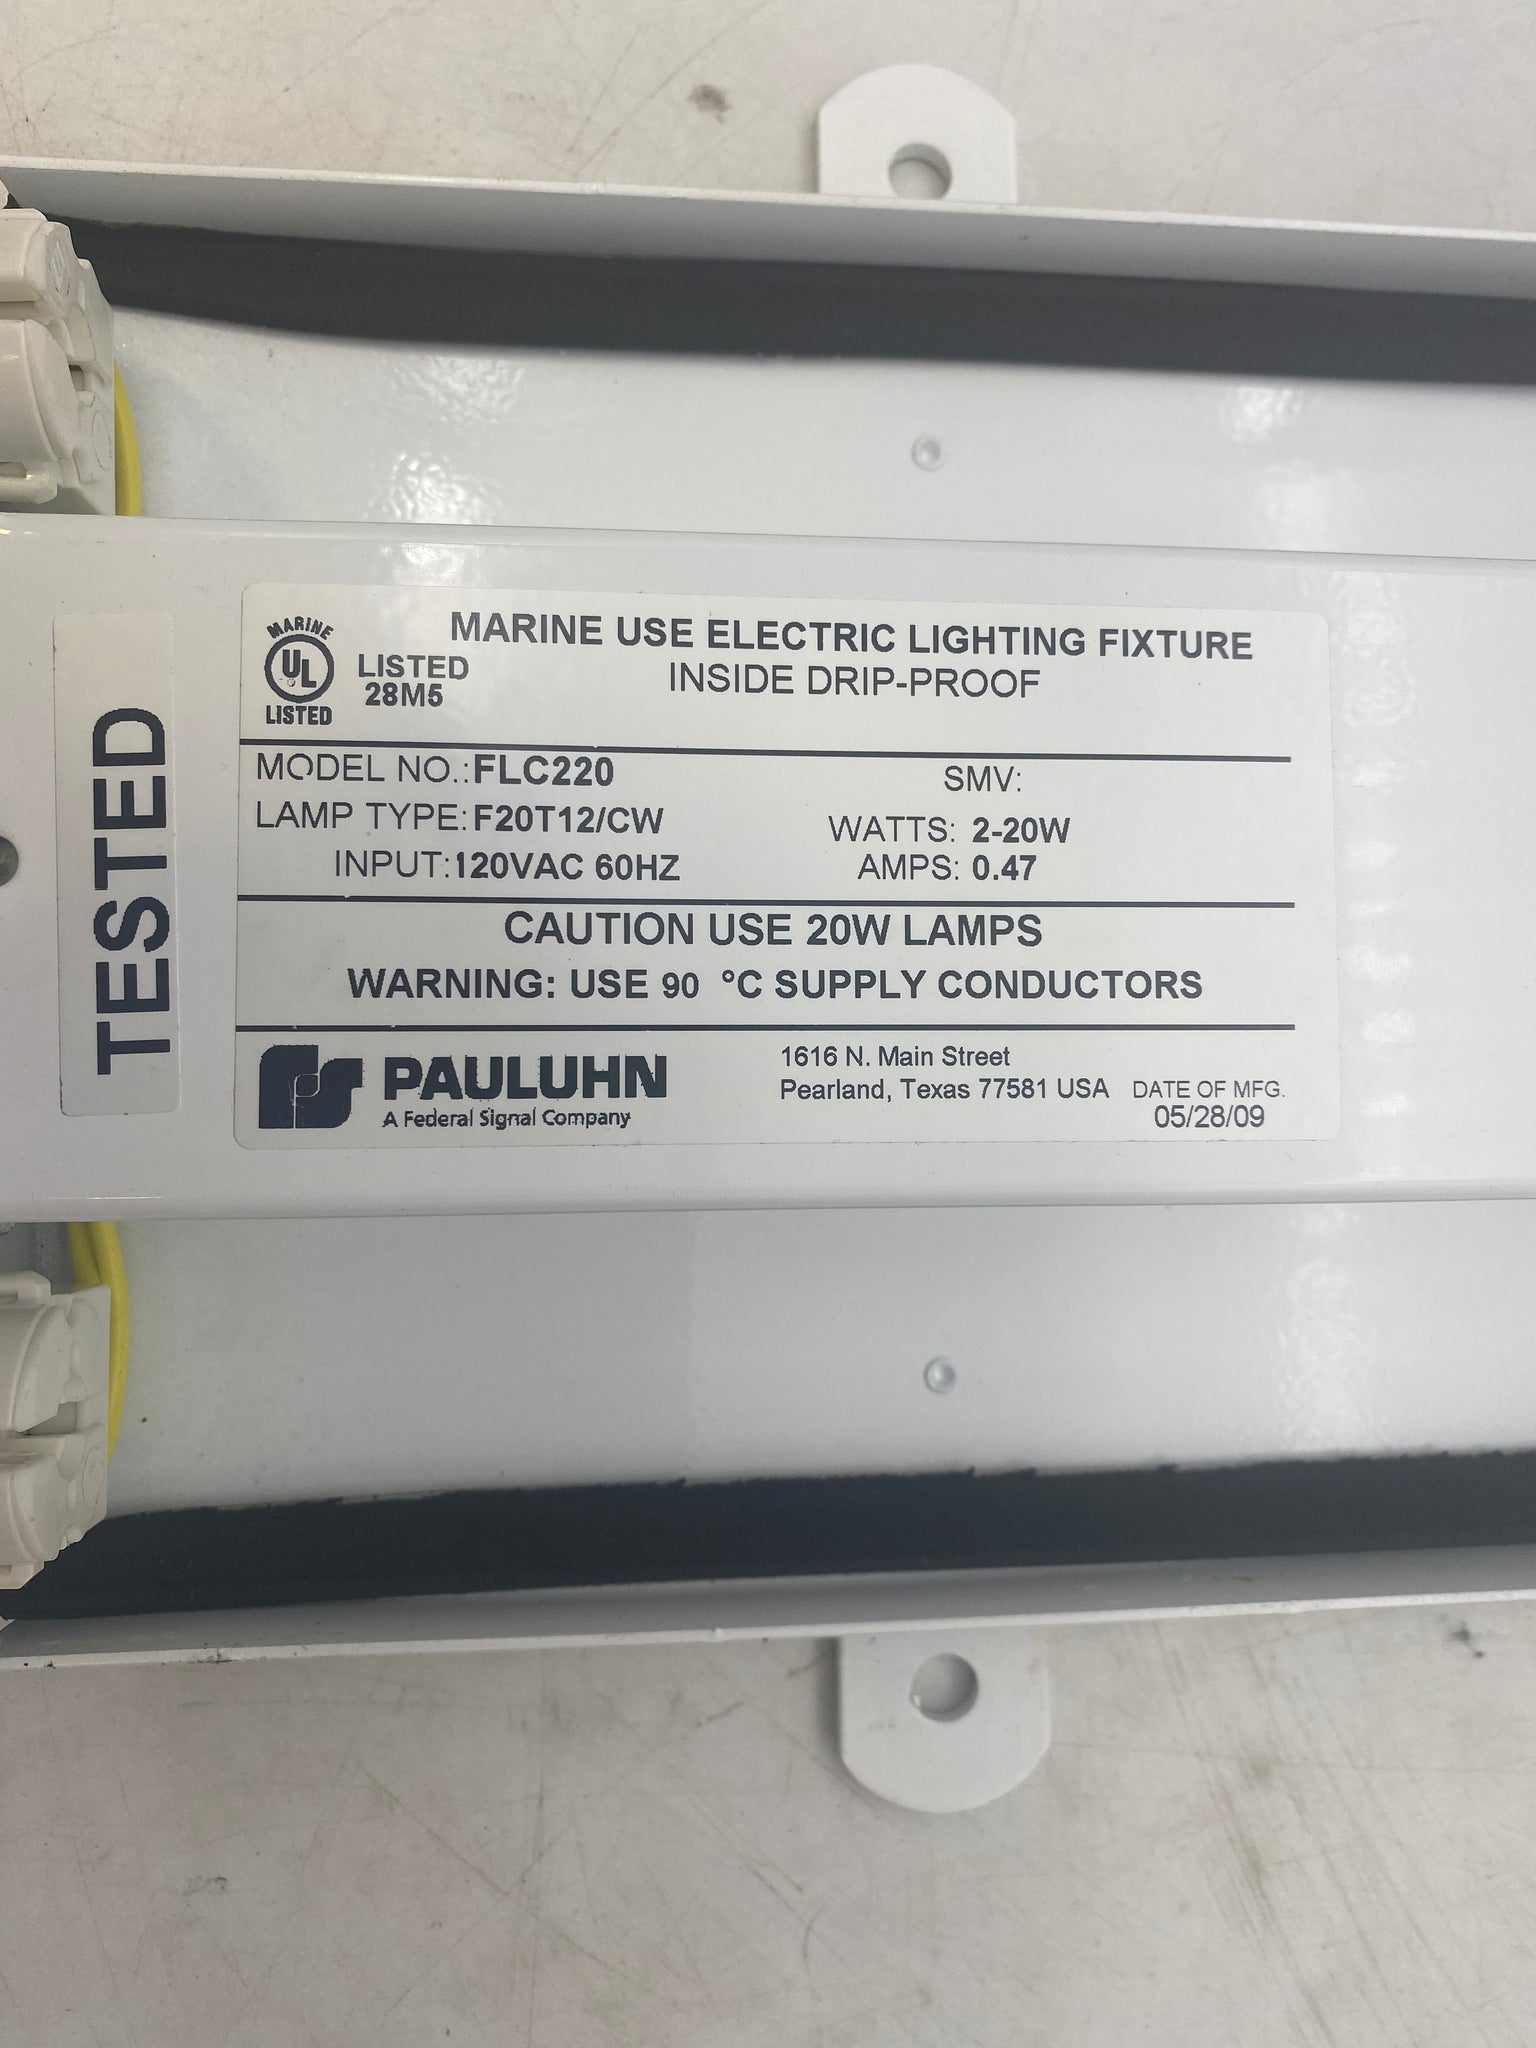 TESTED
MARINE
UL
LISTED
LISTED
28M5
MARINE USE ELECTRIC LIGHTING FIXTURE
INSIDE DRIP-PROOF
MODEL NO.: FLC220
SMV:
LAMP TYPE: F20T12/CW
WATTS: 2-20W
INPUT: 120VAC 60HZ
AMPS: 0.47
CAUTION USE 20W LAMPS
WARNING: USE 90 °C SUPPLY CONDUCTORS
PAULUHN
A Federal Signal Company
1616 N. Main Street
Pearland, Texas 77581 USA
DATE OF MFG.
05/28/09